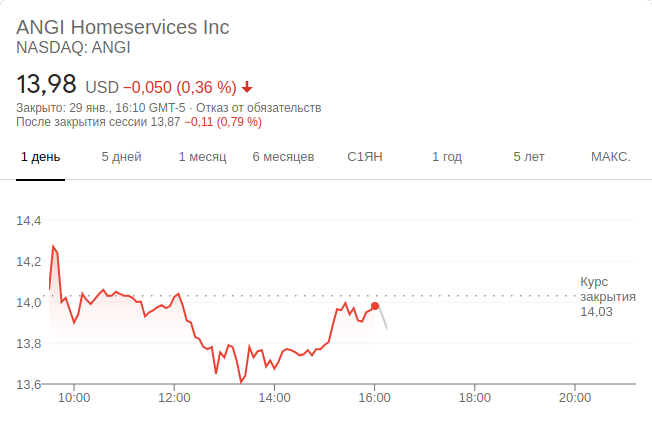 ANGI Homeservices Inc
NASDAQ: ANGI
13,98 USD −0,050 (0,36 %)
Закрыто: 29 янв., 16:10 GMT-5 · Отказ от обязательств
После закрытия сессии 13,87 −0,11 (0,79 %)
1 день 5 дней 1 месяц 6 месяцев С1ЯН 1 год 5 лет МАКС.
14,4
14,2
14,0
13,8
13,6
Курс
закрытия
14,03
10:00 12:00 14:00 16:00 18:00 20:00